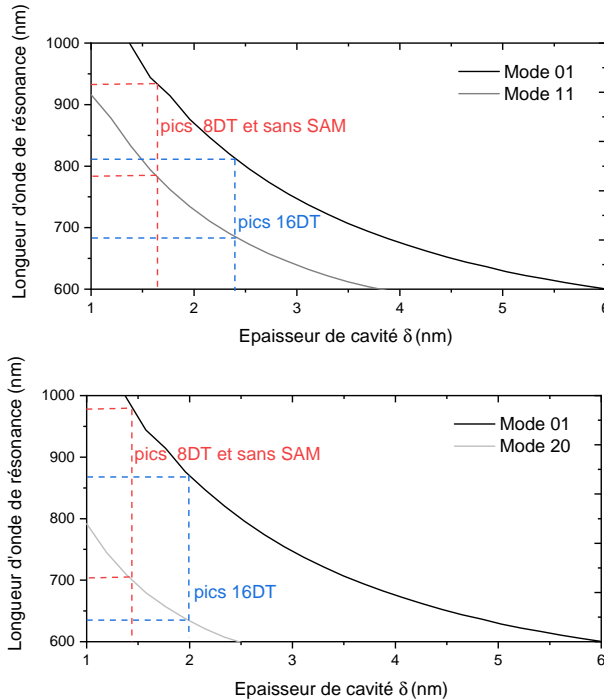 Longueur d'onde de résonance (nm)
1000
900
800
700
600
Mode 01
Mode 11
pics 8DT et sans SAM
pics 16DT
1 2 3 4 5 6
Epaisseur de cavité δ (nm)
Longueur d'onde de résonance (nm)
1000
900
800
700
600
Mode 01
Mode 20
pics 8DT et sans SAM
pics 16DT
1 2 3 4 5 6
Epaisseur de cavité δ (nm)